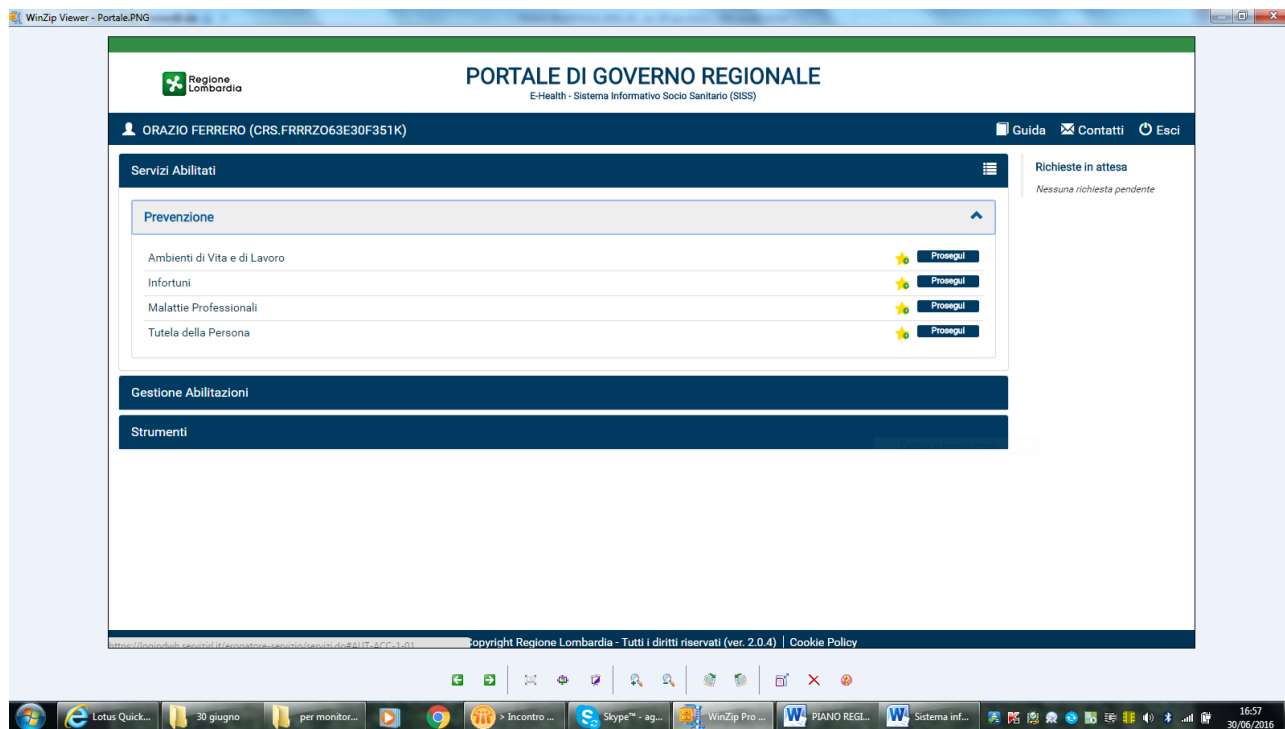 WinZip Viewer - Portale.PNG
Regione
Lombardia
PORTALE DI GOVERNO REGIONALE
E-Health - Sistema Informativo Socio Sanitario (SISS)
ORAZIO FERRERO (CRS.FRRRZO63E30F351K)
Guida
Contatti
Esci
Servizi Abilitati
Richieste in attesa
Nessuna richiesta pendente
Prevenzione
Ambienti di Vita e di Lavoro
Prosegui
Infortuni
Prosegui
Malattie Professionali
Prosegui
Tutela della Persona
Prosegui
Gestione Abilitazioni
Strumenti
Copyright Regione Lombardia - Tutti i diritti riservati (ver. 2.0.4) | Cookie Policy
Lotus Quick...
30 giugno
per monitor...
> Incontro ...
Skype™ - ag...
WinZip Pro ...
PIANO REGI...
Sistema inf...
16:57
30/06/2016